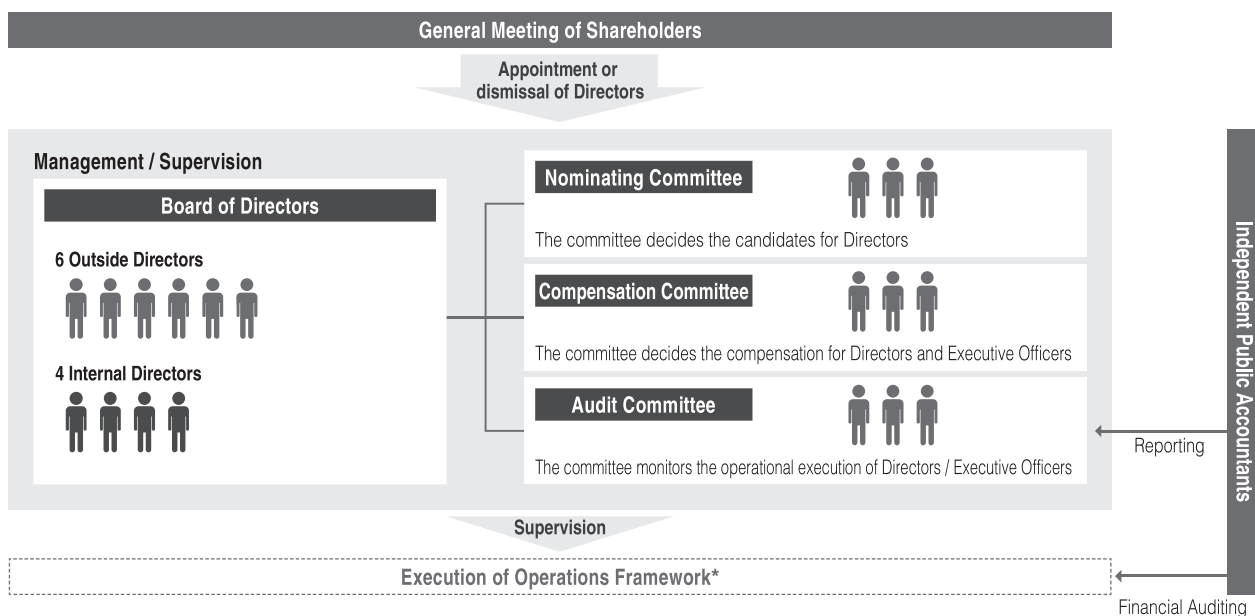 General Meeting of Shareholders
Appointment or
dismissal of Directors
Management / Supervision
Board of Directors
6 Outside Directors
4 Internal Directors
Nominating Committee
The committee decides the candidates for Directors
Compensation Committee
The committee decides the compensation for Directors and Executive Officers
Audit Committee
The committee monitors the operational execution of Directors / Executive Officers
Independent Public Accountants
Reporting
Supervision
Execution of Operations Framework*
Financial Auditing